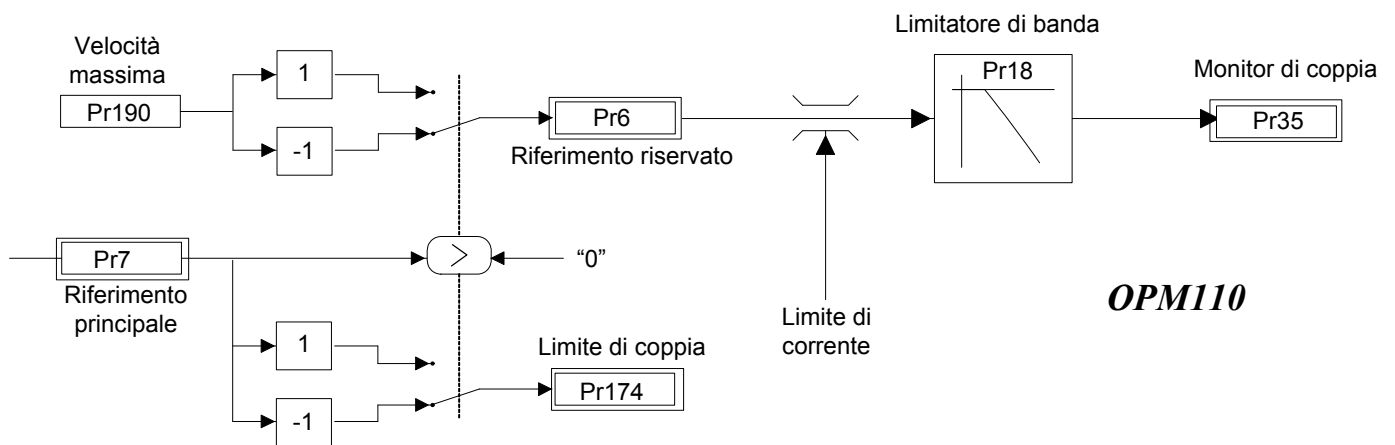 Velocità
massima
Pr190
1
-1
Pr6
Riferimento riservato
Limitatore di banda
Pr18
Monitor di coppia
Pr35
Pr7
Riferimento
principale
>
“0”
Limite di
corrente
OPM110
1
-1
Limite di coppia
Pr174